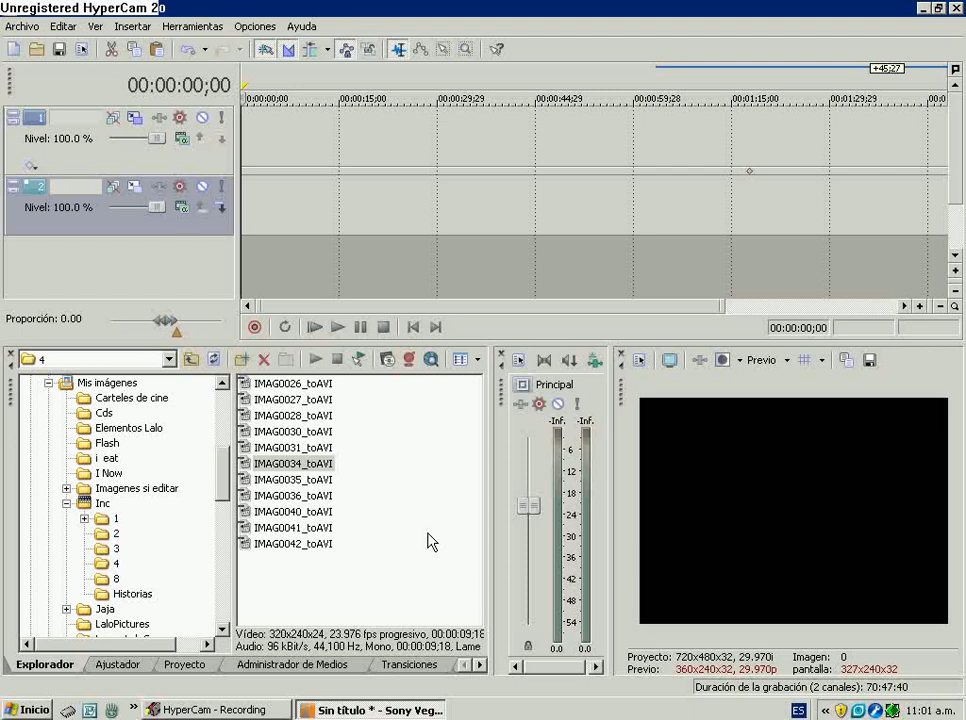 Unregistered HyperCam 2
Archivo Editar Ver Insertar Herramientas Opciones Ayuda
+45;27
00:00:00;00
0:00:00;00 00:00:15;00 00:00:29;29 00:00:44;29 00:00:59;28 00:01:15;00 00:01:29;29 00:0
1
Nivel: 100.0 %
2
Nivel: 100.0 %
Proporción: 0.00
00:00:00;00
4
Previo
Mis imágenes
Carteles de cine
Cds
Elementos Lalo
Flash
i eat
I Now
Imagenes si editar
Inc
1
2
3
4
8
Historias
Jaja
LaloPictures
IMAG0026_toAVI
IMAG0027_toAVI
IMAG0028_toAVI
IMAG0030_toAVI
IMAG0031_toAVI
IMAG0034_toAVI
IMAG0035_toAVI
IMAG0036_toAVI
IMAG0040_toAVI
IMAG0041_toAVI
IMAG0042_toAVI
Vídeo: 320x240x24, 23.976 fps progresivo, 00:00:09;18
Audio: 96 kBit/s, 44,100 Hz, Mono, 00:00:09;18, Lame
Principal
-Inf. -Inf.
6
12
18
24
30
36
42
48
54
0.0 0.0
Explorador Ajustador Proyecto Administrador de Medios Transiciones
Proyecto: 720x480x32, 29.970i Imagen: 0
Previo: 360x240x32, 29.970p pantalla: 327x240x32
Duración de la grabación (2 canales): 70:47:40
Inicio HyperCam - Recording Sin título * - Sony Veg... ES 11:01 a.m.